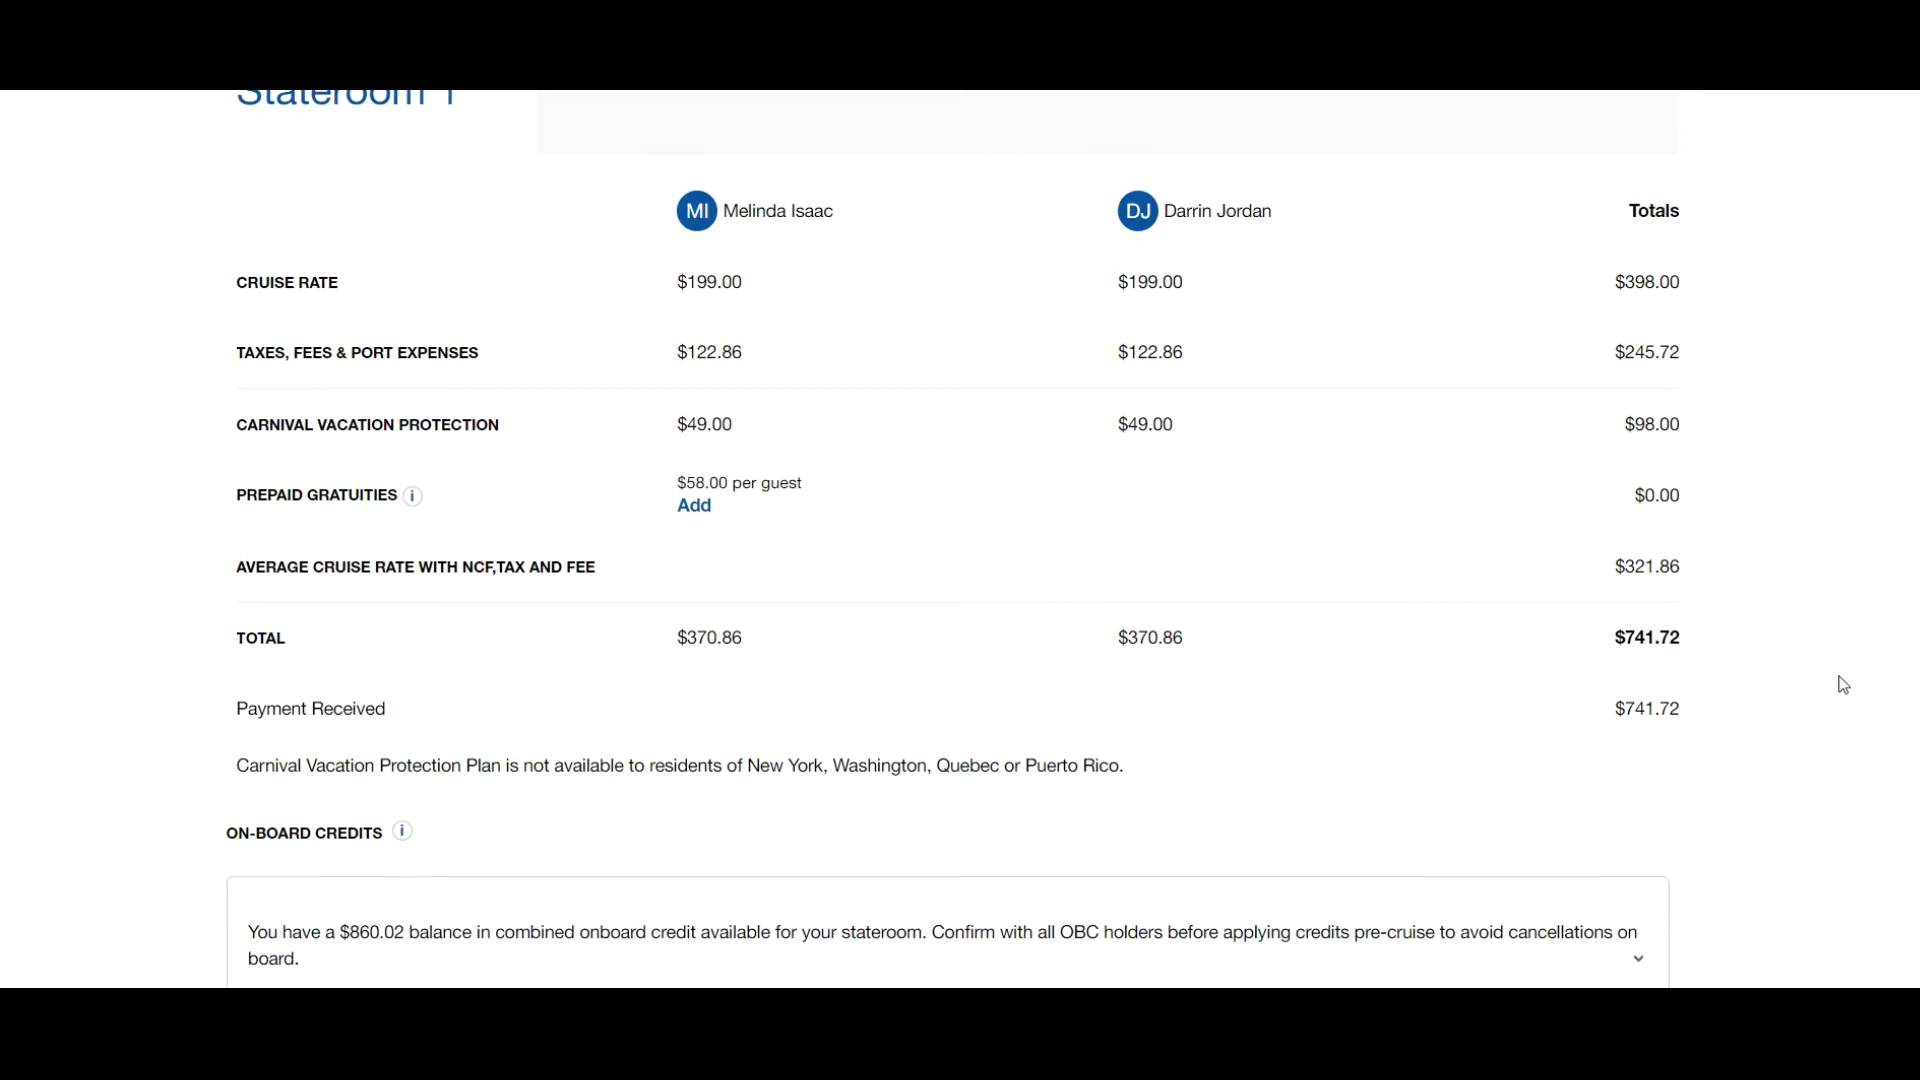 Stateroom 1
MI Melinda Isaac DJ Darrin Jordan Totals
CRUISE RATE $199.00 $199.00 $398.00
TAXES, FEES & PORT EXPENSES $122.86 $122.86 $245.72
CARNIVAL VACATION PROTECTION $49.00 $49.00 $98.00
PREPAID GRATUITIES i $58.00 per guest $0.00
Add
AVERAGE CRUISE RATE WITH NCF,TAX AND FEE $321.86
TOTAL $370.86 $370.86 $741.72
Payment Received $741.72
Carnival Vacation Protection Plan is not available to residents of New York, Washington, Quebec or Puerto Rico.
ON-BOARD CREDITS i
You have a $860.02 balance in combined onboard credit available for your stateroom. Confirm with all OBC holders before applying credits pre-cruise to avoid cancellations on
board.